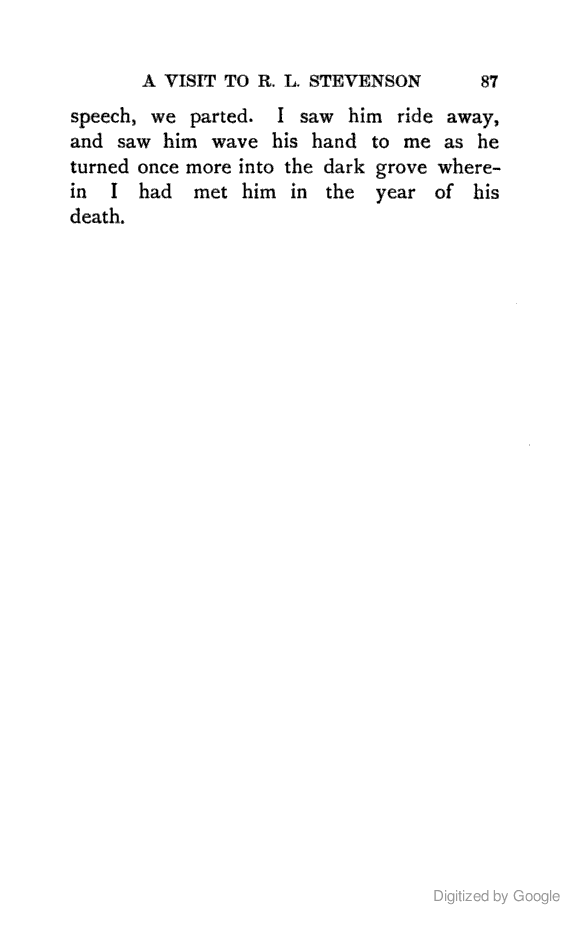 A VISIT TO R. L. STEVENSON 87
speech, we parted. I saw him ride away,
and saw him wave his hand to me as he
turned once more into the dark grove where-
in I had met him in the year of his
death.
Digitized by Google